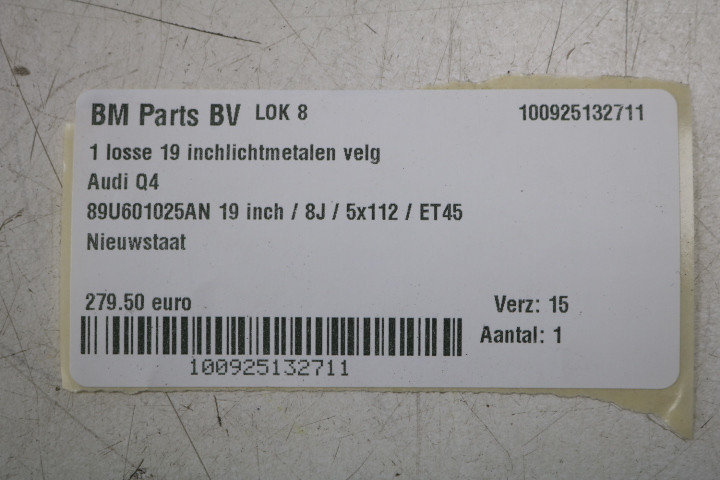 BM Parts BV LOK 8 100925132711
1 losse 19 inchlichtmetalen velg
Audi Q4
89U601025AN 19 inch / 8J / 5x112 / ET45
Nieuwstaat
279.50 euro Verz: 15
Aantal: 1
100925132711